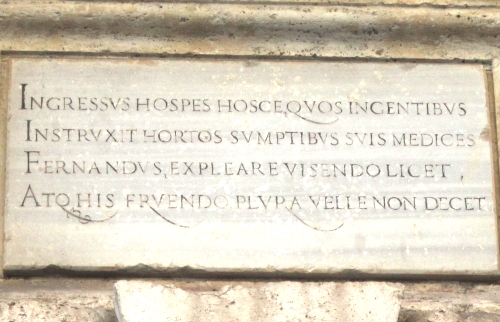 INGRESSVS HOSPES HOSCE QVOS INGENTIBVS
INSTRVXIT HORTOS SVMPTIBVS SVIS MEDICES
FERNANDVS, EXPLEARE VISENDO LICET,
ATQ. HIS FRVENDO PLVRA VELLE NON DECET